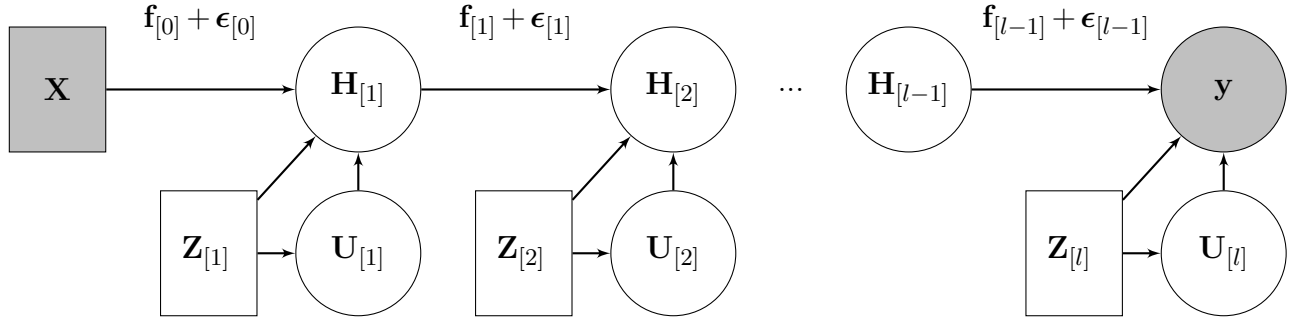 f[0] + ϵ[0] f[1] + ϵ[1] f[l−1] + ϵ[l−1]
X H[1] H[2] ... H[l−1] y
Z[1] U[1] Z[2] U[2] Z[l] U[l]